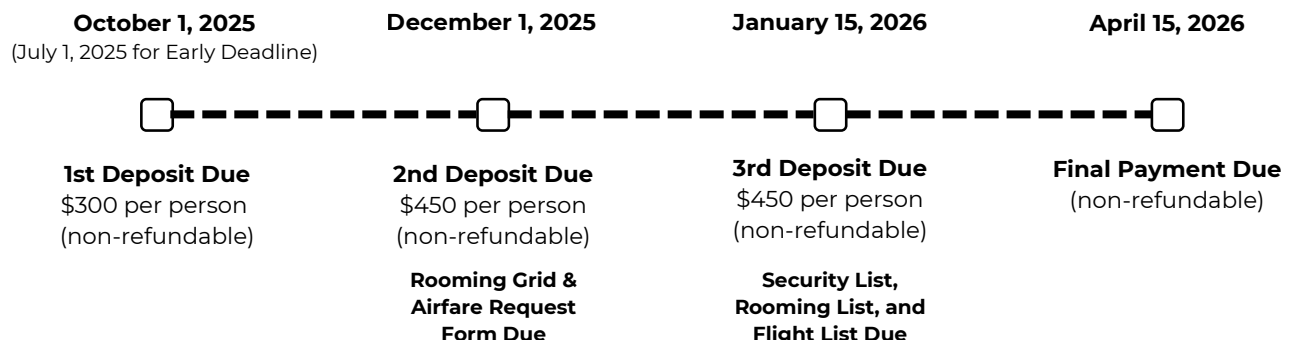 October 1, 2025
(July 1, 2025 for Early Deadline)
December 1, 2025
January 15, 2026
April 15, 2026
1st Deposit Due
$300 per person
(non-refundable)
2nd Deposit Due
$450 per person
(non-refundable)
Rooming Grid &
Airfare Request
Form Due
3rd Deposit Due
$450 per person
(non-refundable)
Security List,
Rooming List, and
Flight List Due
Final Payment Due
(non-refundable)